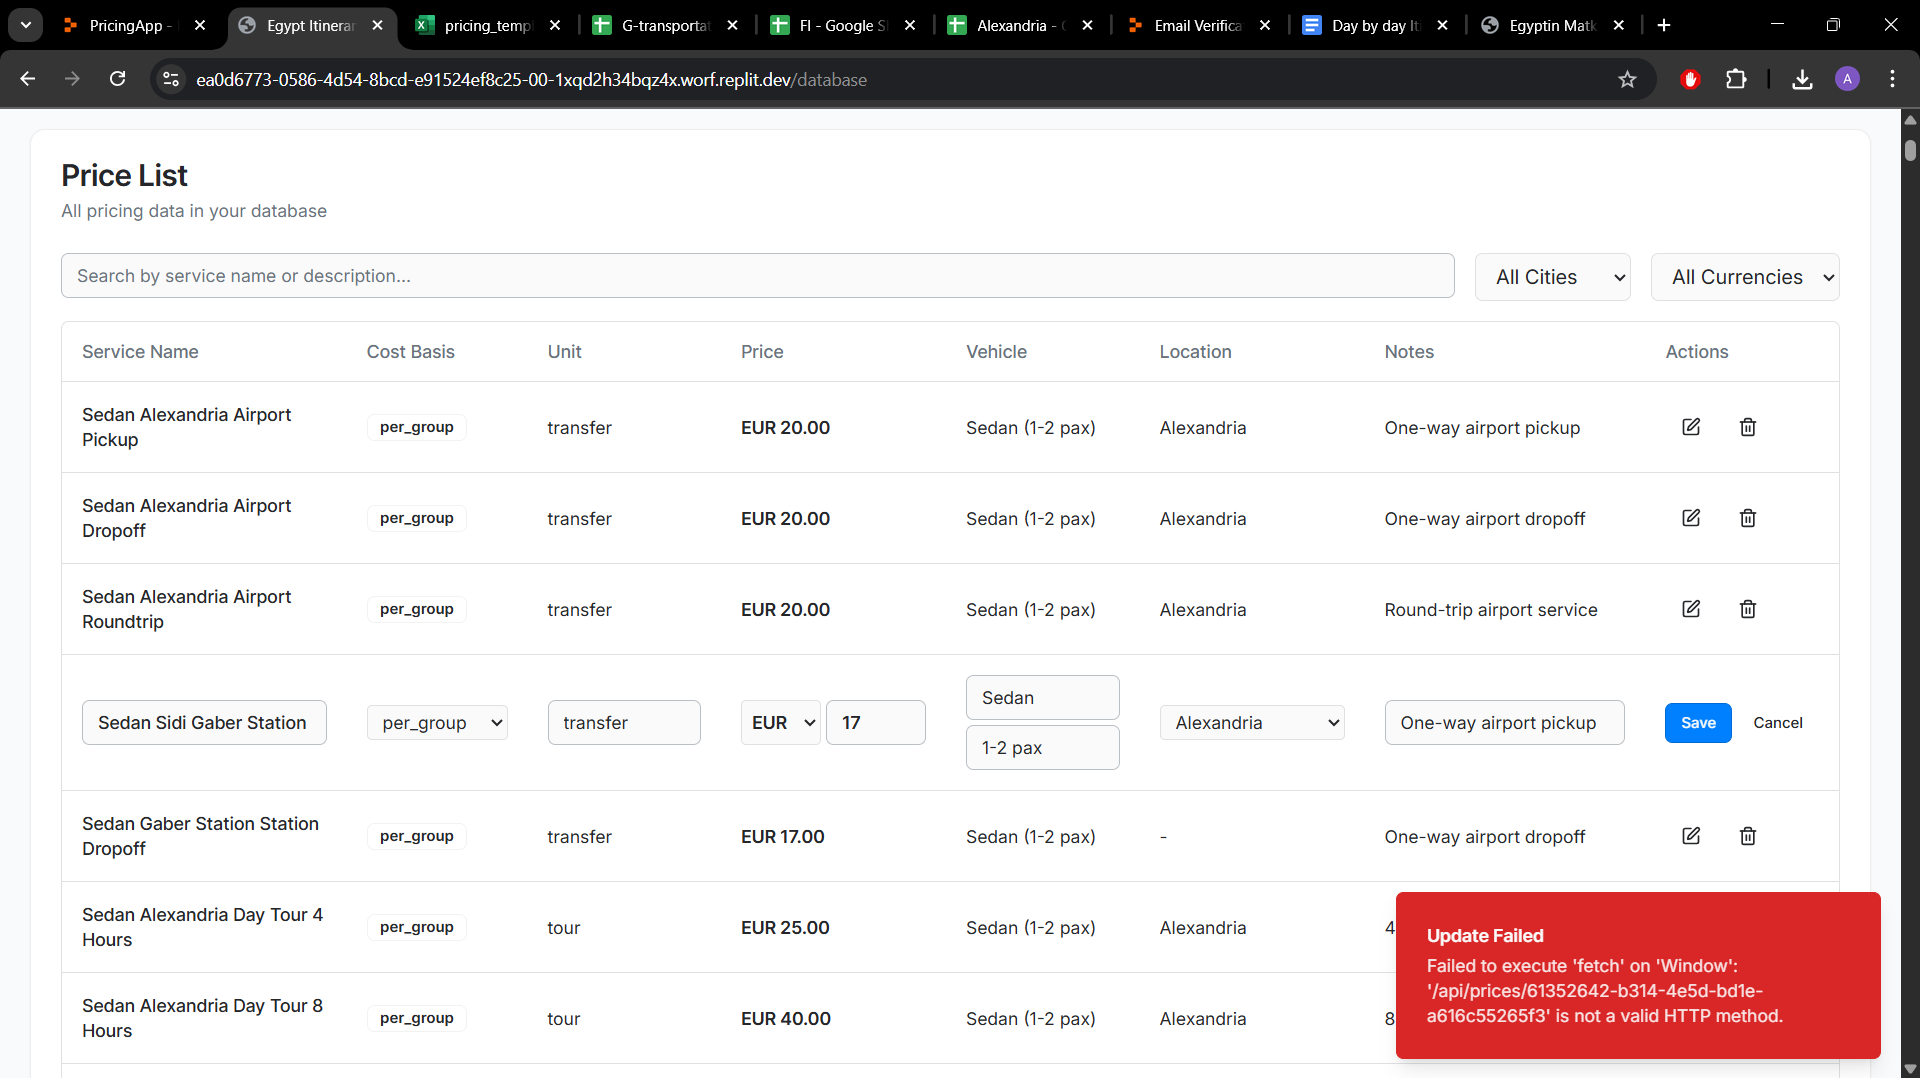 PricingApp -
Egypt Itinerar
pricing_temp
G-transportat
FI - Google S
Alexandria -
Email Verifica
Day by day It
Egyptin Matk
ea0d6773-0586-4d54-8bcd-e91524ef8c25-00-1xqd2h34bqz4x.worf.replit.dev/database
A
Price List
All pricing data in your database
Search by service name or description...
All Cities
All Currencies
Service Name Cost Basis Unit Price Vehicle Location Notes Actions
Sedan Alexandria Airport
Pickup
per_group transfer EUR 20.00 Sedan (1-2 pax) Alexandria One-way airport pickup
Sedan Alexandria Airport
Dropoff
per_group transfer EUR 20.00 Sedan (1-2 pax) Alexandria One-way airport dropoff
Sedan Alexandria Airport
Roundtrip
per_group transfer EUR 20.00 Sedan (1-2 pax) Alexandria Round-trip airport service
Sedan Sidi Gaber Station per_group transfer EUR 17
Sedan
1-2 pax
Alexandria One-way airport pickup Save Cancel
Sedan Gaber Station Station
Dropoff
per_group transfer EUR 17.00 Sedan (1-2 pax) - One-way airport dropoff
Sedan Alexandria Day Tour 4
Hours
per_group tour EUR 25.00 Sedan (1-2 pax) Alexandria 4
Sedan Alexandria Day Tour 8
Hours
per_group tour EUR 40.00 Sedan (1-2 pax) Alexandria 8
Update Failed
Failed to execute 'fetch' on 'Window':
'/api/prices/61352642-b314-4e5d-bd1e-
a616c55265f3' is not a valid HTTP method.